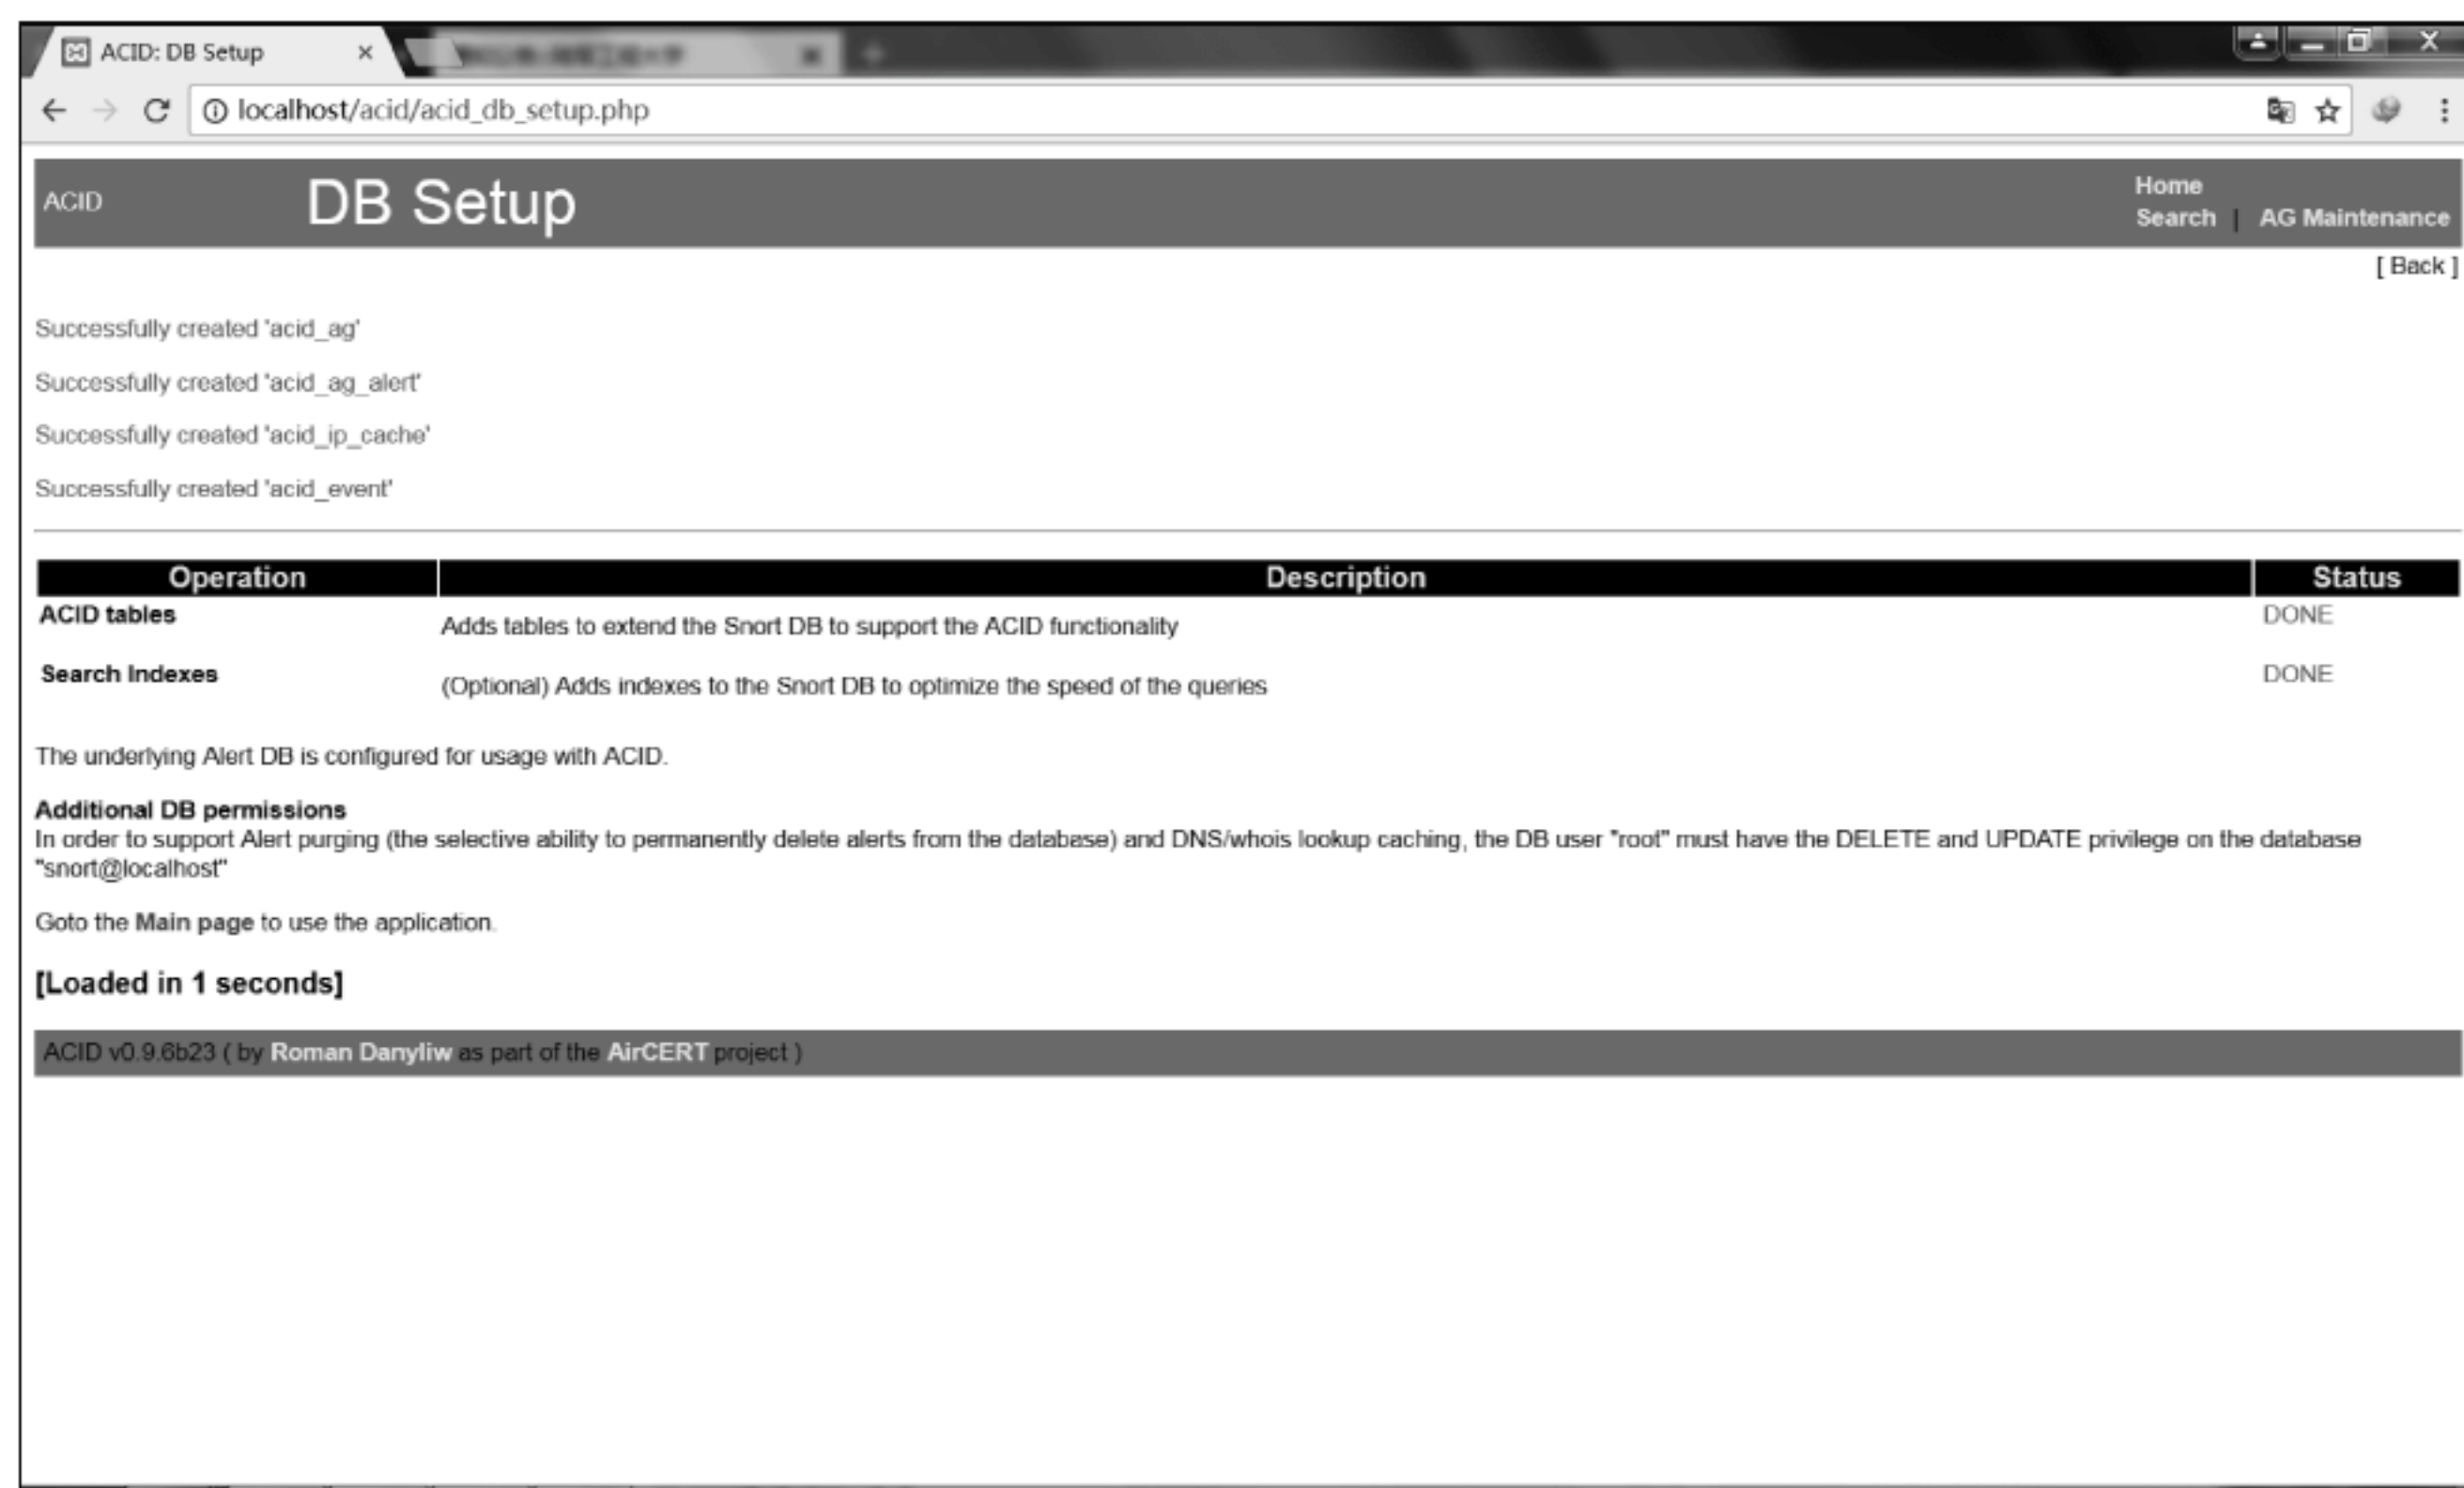 ACID: DB Setup
localhost/acid/acid_db_setup.php
ACID
DB Setup
Home
Search | AG Maintenance
[ Back ]
Successfully created 'acid_ag'
Successfully created 'acid_ag_alert'
Successfully created 'acid_ip_cache'
Successfully created 'acid_event'
Operation Description Status
ACID tables Adds tables to extend the Snort DB to support the ACID functionality DONE
Search Indexes (Optional) Adds indexes to the Snort DB to optimize the speed of the queries DONE
The underlying Alert DB is configured for usage with ACID.
Additional DB permissions
In order to support Alert purging (the selective ability to permanently delete alerts from the database) and DNS/whois lookup caching, the DB user "root" must have the DELETE and UPDATE privilege on the database
"snort@localhost"
Goto the Main page to use the application.
[Loaded in 1 seconds]
ACID v0.9.6b23 ( by Roman Danyliw as part of the AirCERT project )